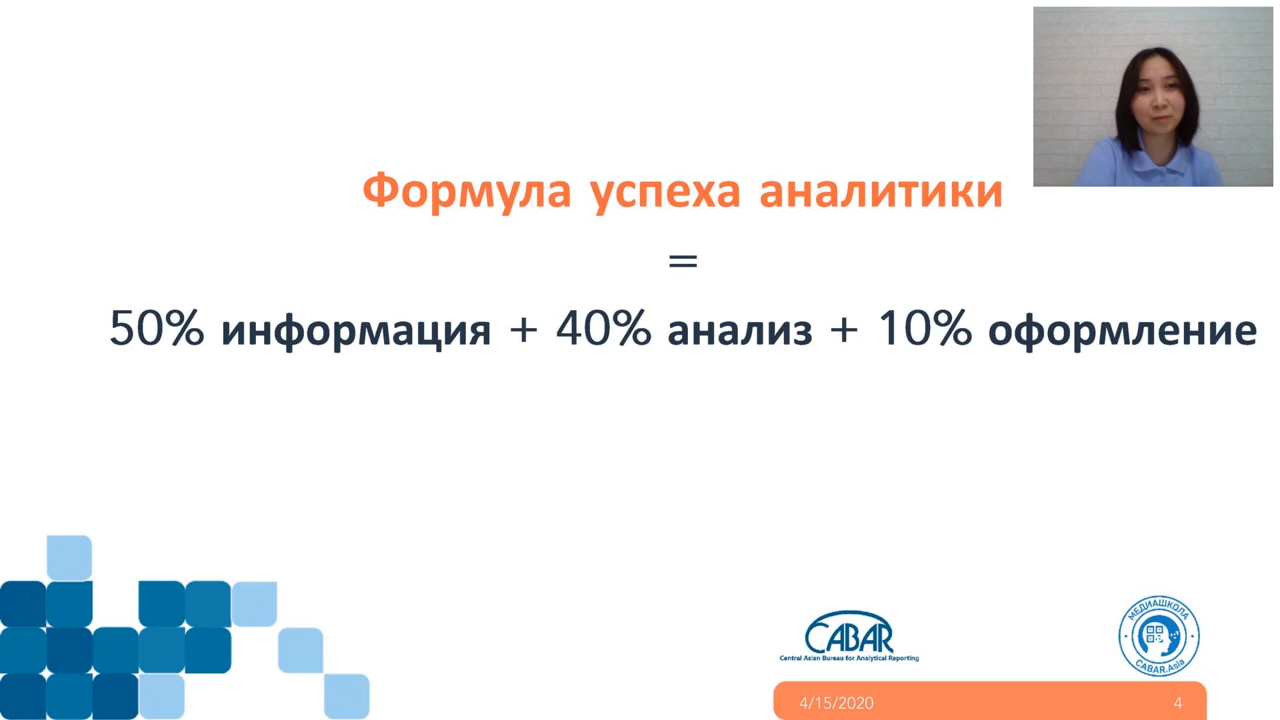 Формула успеха аналитики
=
50% информация + 40% анализ + 10% оформление
CABAR
Central Asian Bureau for Analytical Reporting
МЕДИАШКОЛА
CABAR.Asia
4/15/2020
4